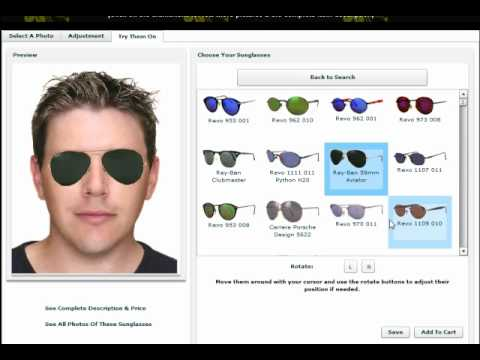 Select A Photo
Adjustment
Try Them On
Preview
Choose Your Sunglasses
Back to Search
Revo 953 001
Revo 962 010
Revo 962 001
Revo 973 008
Ray-Ban
Clubmaster
Revo 1111 011
Python H20
Ray-Ban 58mm
Aviator
Revo 1107 011
Revo 953 008
Carrera Porsche
Design 5622
Revo 970 011
Revo 1109 010
Rotate:
L
R
Move them around with your cursor and use the rotate buttons to adjust their
position if needed.
See Complete Description & Price
See All Photos Of These Sunglasses
Save
Add To Cart